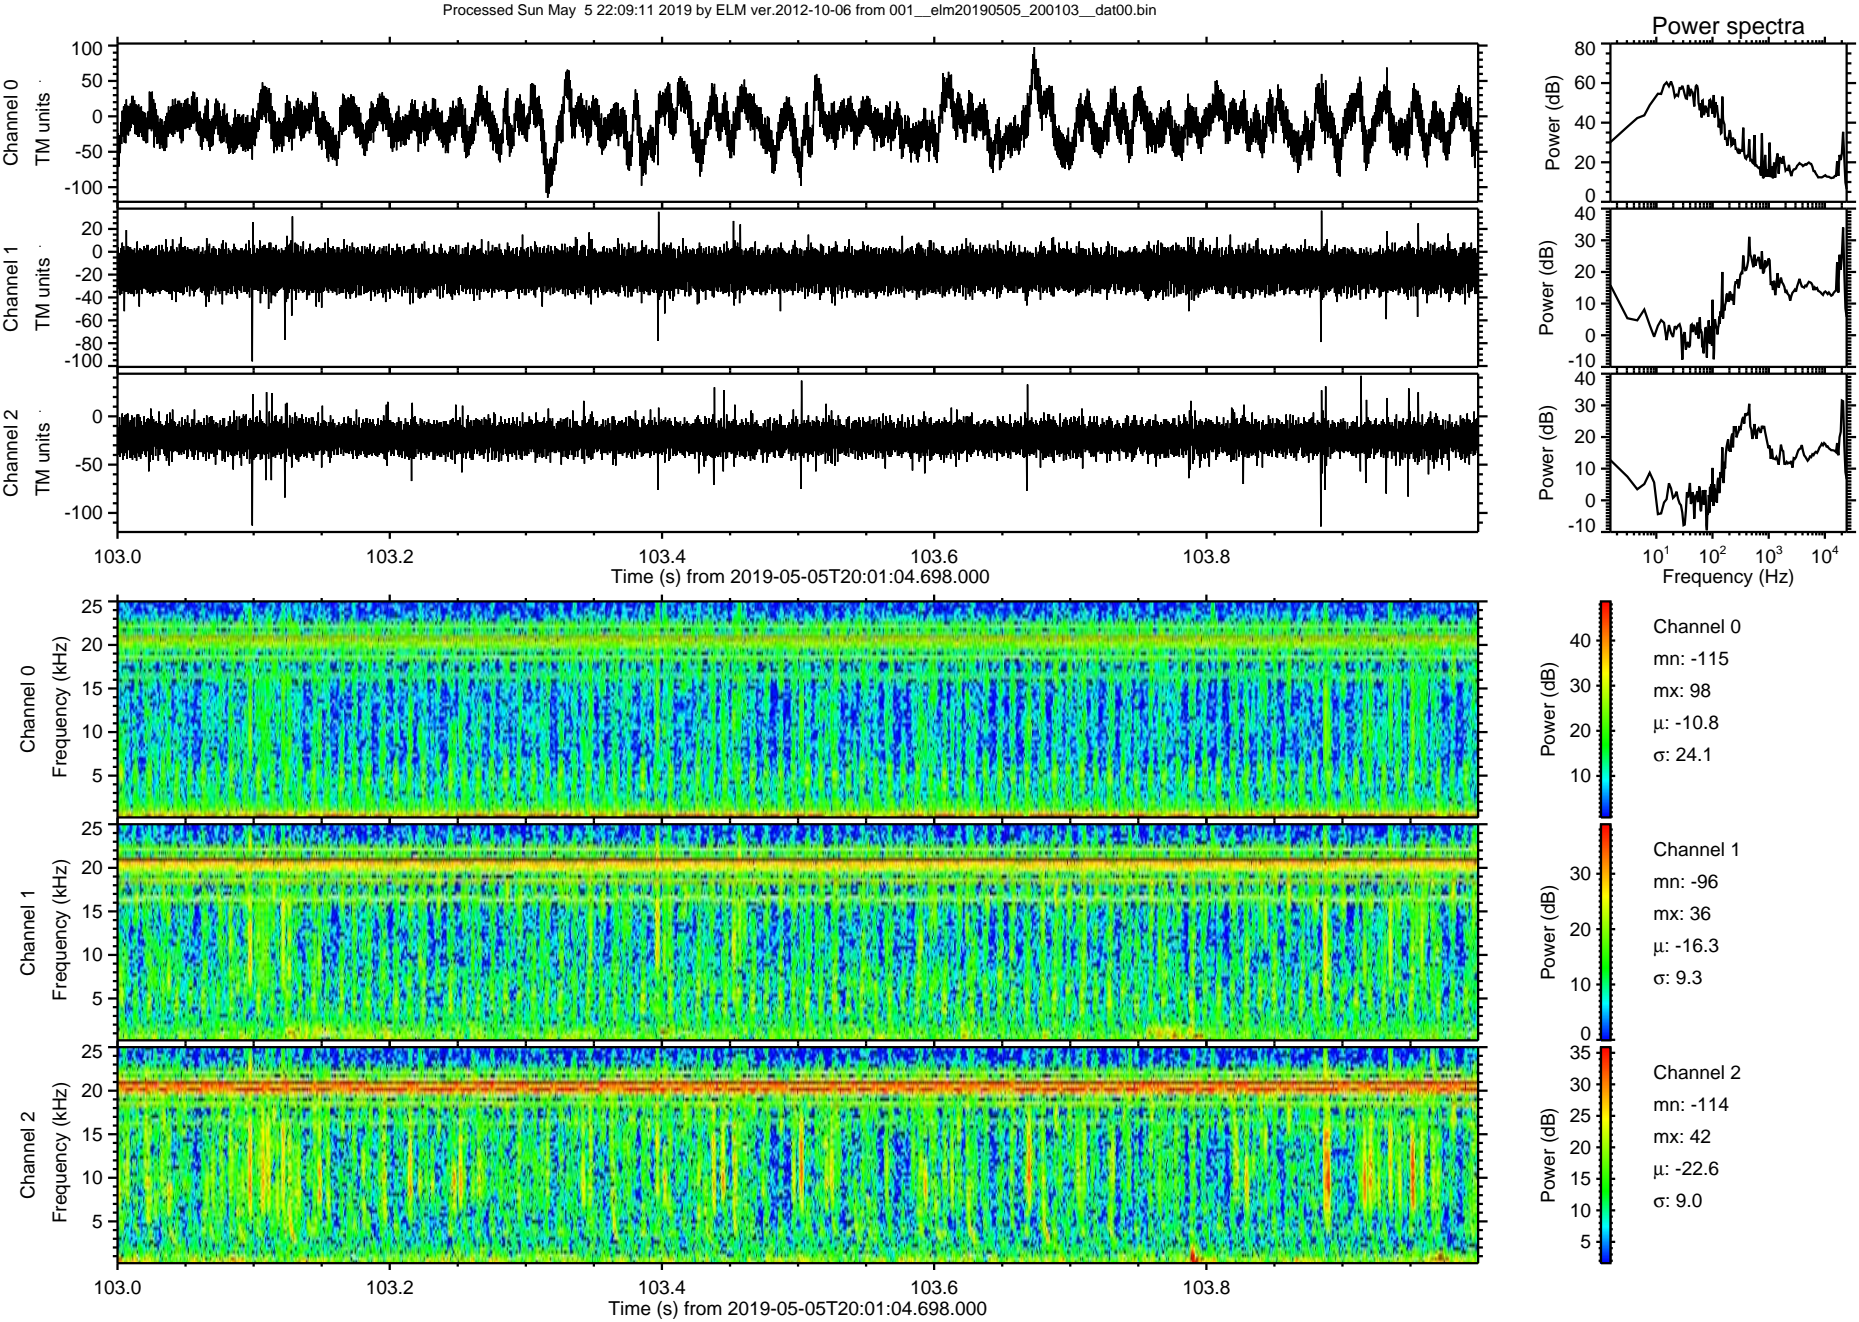 Processed Sun May  5 22:09:11 2019 by ELM ver.2012-10-06 from 001__elm20190505_200103__dat00.bin
Power spectra
Channel 0
TM units
100
50
0
-50
-100
Power (dB)
80
60
40
20
0
Channel 1
TM units
20
0
-20
-40
-60
-80
-100
Power (dB)
40
30
20
10
0
-10
Channel 2
TM units
0
-50
-100
Power (dB)
40
30
20
10
0
-10
103.0 103.2 103.4 103.6 103.8
Time (s) from 2019-05-05T20:01:04.698.000
10¹ 10² 10³ 10⁴
Frequency (Hz)
Channel 0
Frequency (kHz)
25
20
15
10
5
Power (dB)
40
30
20
10
Channel 0
mn: -115
mx: 98
μ: -10.8
σ: 24.1
Channel 1
Frequency (kHz)
25
20
15
10
5
Power (dB)
30
20
10
0
Channel 1
mn: -96
mx: 36
μ: -16.3
σ: 9.3
Channel 2
Frequency (kHz)
25
20
15
10
5
Power (dB)
35
30
25
20
15
10
5
Channel 2
mn: -114
mx: 42
μ: -22.6
σ: 9.0
103.0 103.2 103.4 103.6 103.8
Time (s) from 2019-05-05T20:01:04.698.000